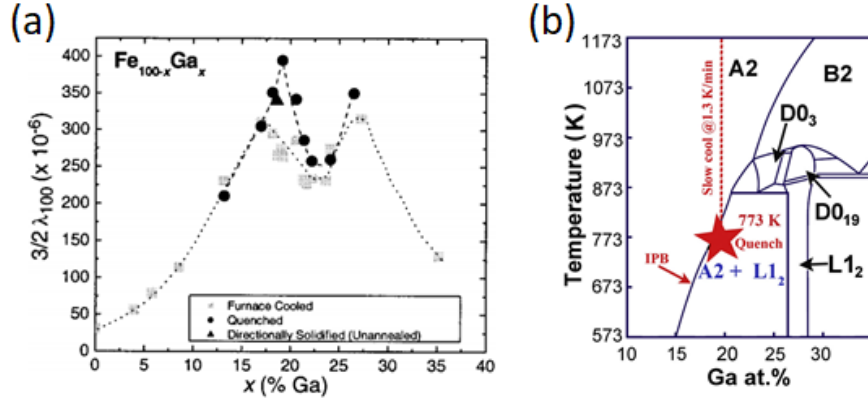 (a)
Fe100-xGax
3/2 λ100 (x 10-6)
400
350
300
250
200
150
100
50
0
Furnace Cooled
Quenched
Directionally Solidified (Unannealed)
0 5 10 15 20 25 30 35 40
x (% Ga)
(b)
Temperature (K)
1173
1073
973
873
773
673
573
Slow cool @1.3 K/min
A2
B2
D03
D019
773 K
Quench
IPB
A2 + L12
L12
10 20 30
Ga at.%